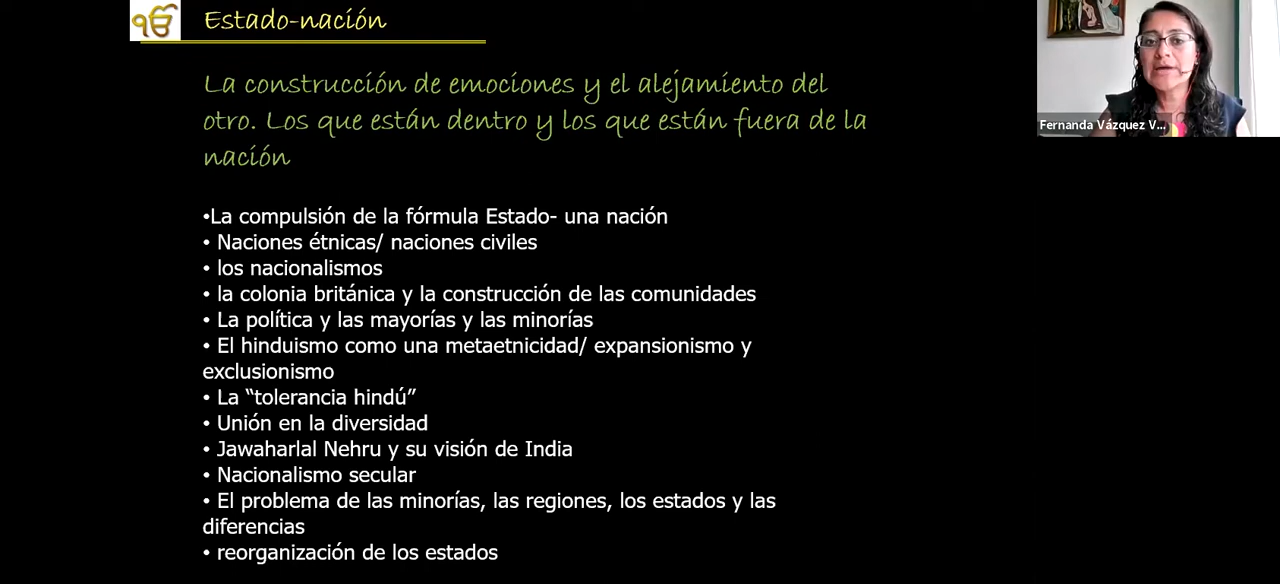 ੴ
Estado-nación
La construcción de emociones y el alejamiento del
otro. Los que están dentro y los que están fuera de la
nación
•La compulsión de la fórmula Estado- una nación
• Naciones étnicas/ naciones civiles
• los nacionalismos
• la colonia británica y la construcción de las comunidades
• La política y las mayorías y las minorías
• El hinduismo como una metaetnicidad/ expansionismo y
exclusionismo
• La “tolerancia hindú”
• Unión en la diversidad
• Jawaharlal Nehru y su visión de India
• Nacionalismo secular
• El problema de las minorías, las regiones, los estados y las
diferencias
• reorganización de los estados
Fernanda Vázquez V...